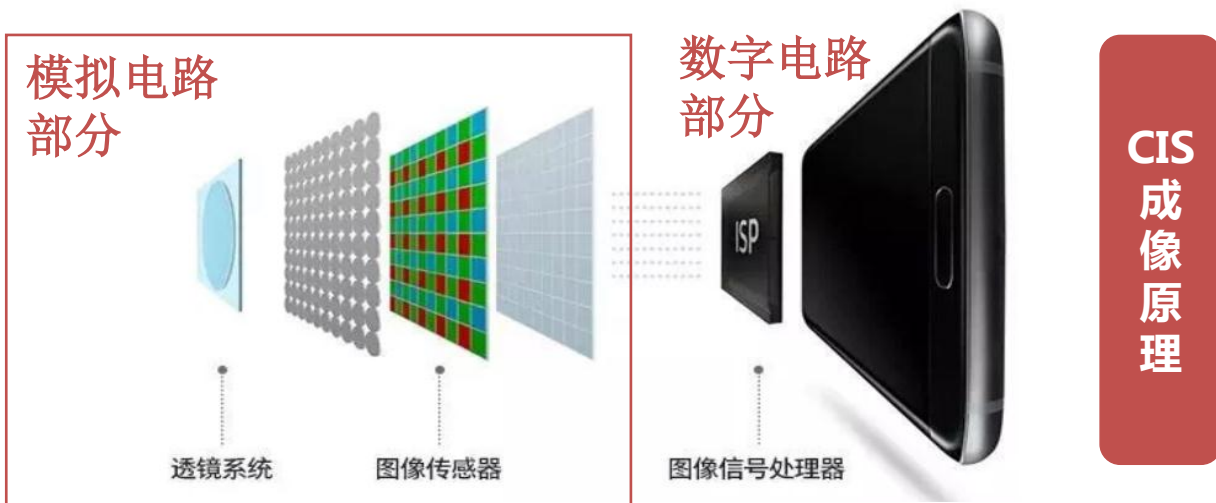 模拟电路
部分
数字电路
部分
ISP
透镜系统
图像传感器
图像信号处理器
CIS
成
像
原
理